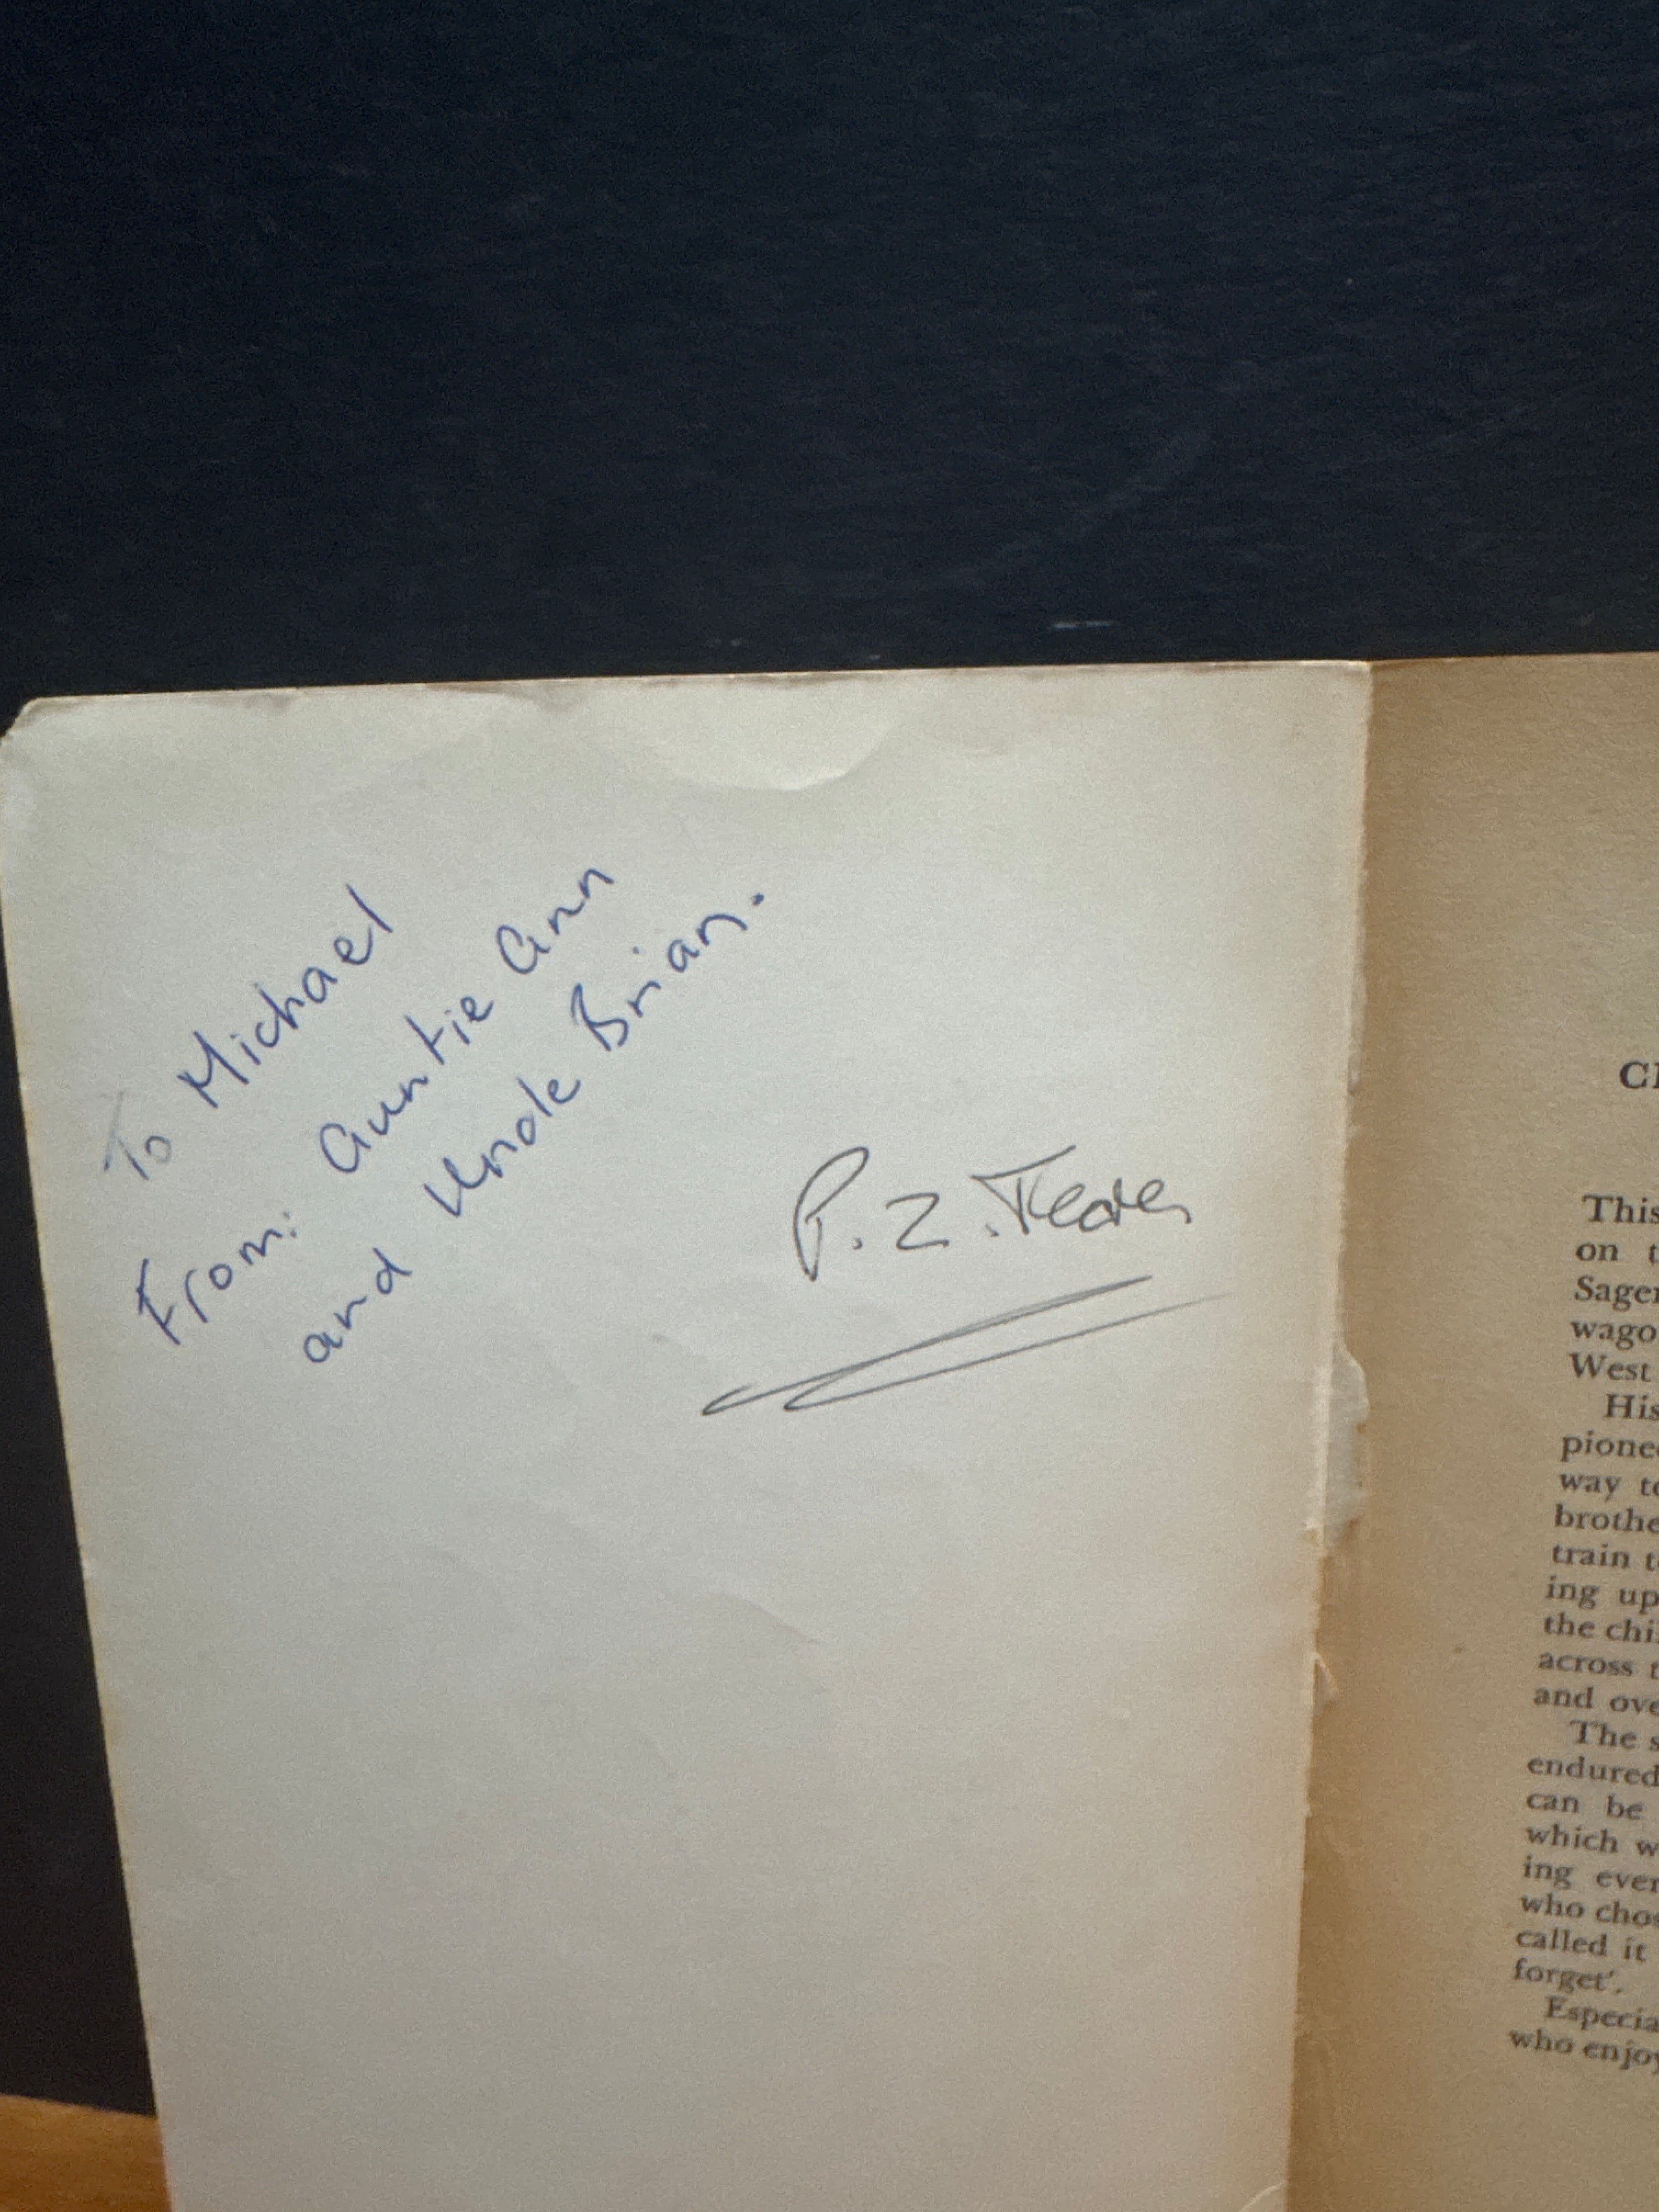 To Michael
From: Auntie Ann
and Uncle Brian.
P. Z.
This
on t
Sager
wago
West
His
pione
way to
brothe
train t
ing up
the chi
across t
and ove
The s
endured
can be
which w
ing ever
who chos
called it
forget'.
Especia
who enjoy